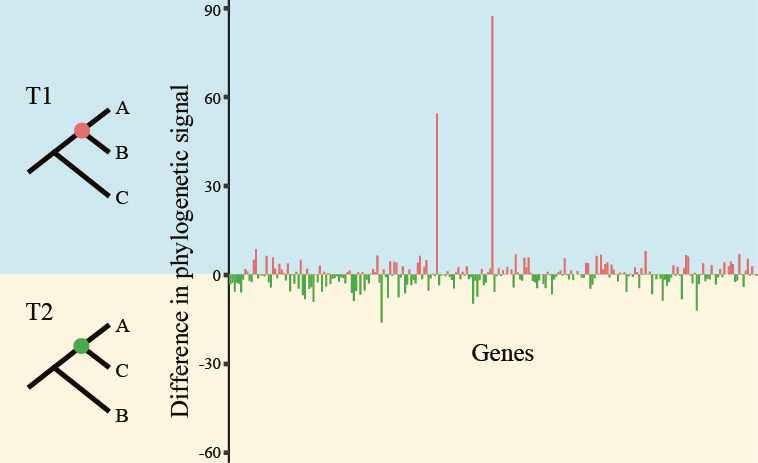 T1
A
B
C
T2
A
C
B
Difference in phylogenetic signal
90
60
30
0
-30
-60
Genes